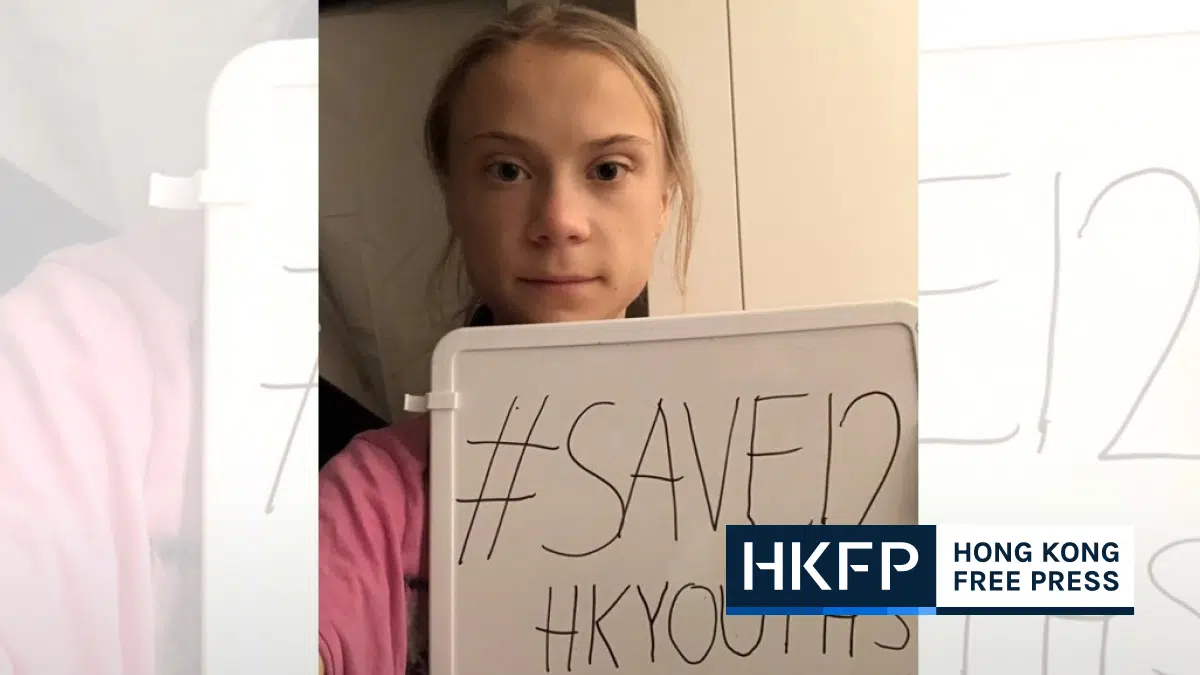 #SAVE12
HKYOUTHS
HKFP
HONG KONG
FREE PRESS